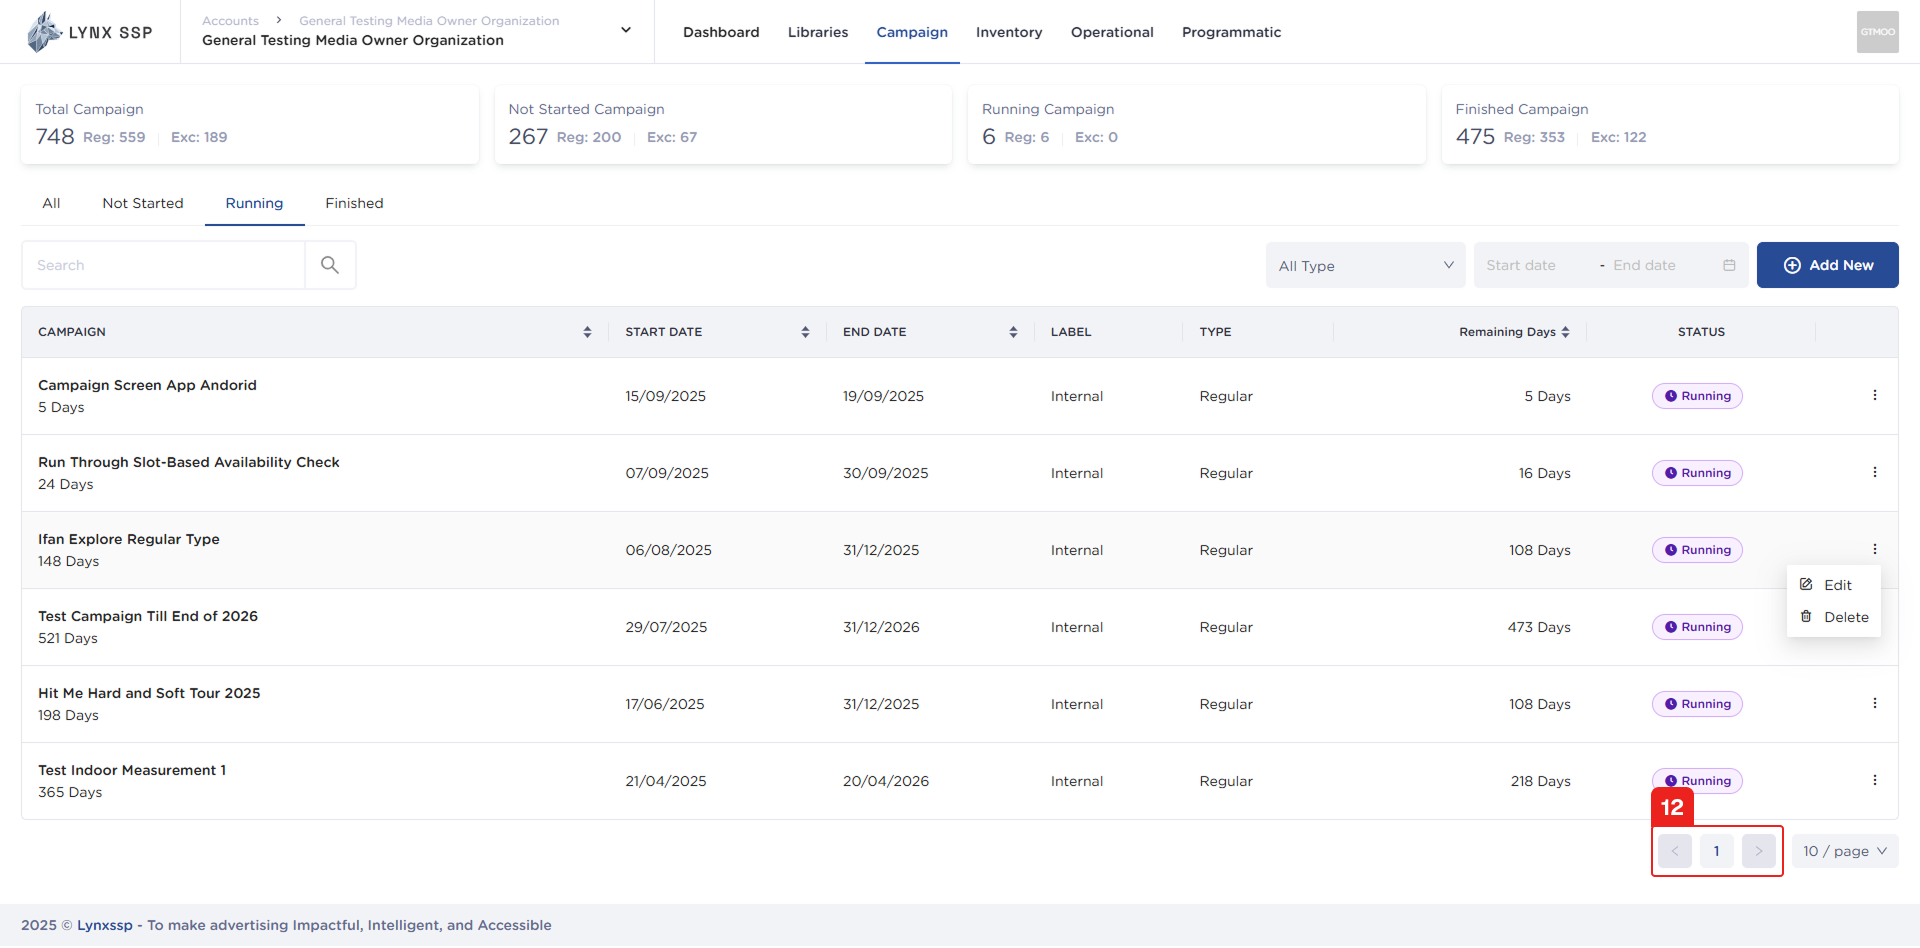 LYNX SSP
Accounts > General Testing Media Owner Organization
General Testing Media Owner Organization
Dashboard Libraries Campaign Inventory Operational Programmatic
GTMOO
Total Campaign
748 Reg: 559 Exc: 189
Not Started Campaign
267 Reg: 200 Exc: 67
Running Campaign
6 Reg: 6 Exc: 0
Finished Campaign
475 Reg: 353 Exc: 122
All Not Started Running Finished
Search
All Type
Start date - End date
Add New
CAMPAIGN START DATE END DATE LABEL TYPE Remaining Days STATUS
Campaign Screen App Andorid
5 Days
15/09/2025 19/09/2025 Internal Regular 5 Days Running
Run Through Slot-Based Availability Check
24 Days
07/09/2025 30/09/2025 Internal Regular 16 Days Running
Ifan Explore Regular Type
148 Days
06/08/2025 31/12/2025 Internal Regular 108 Days Running
Edit
Delete
Test Campaign Till End of 2026
521 Days
29/07/2025 31/12/2026 Internal Regular 473 Days Running
Hit Me Hard and Soft Tour 2025
198 Days
17/06/2025 31/12/2025 Internal Regular 108 Days Running
Test Indoor Measurement 1
365 Days
21/04/2025 20/04/2026 Internal Regular 218 Days Running
12
< 1 >
10 / page
2025 © Lynxssp - To make advertising Impactful, Intelligent, and Accessible